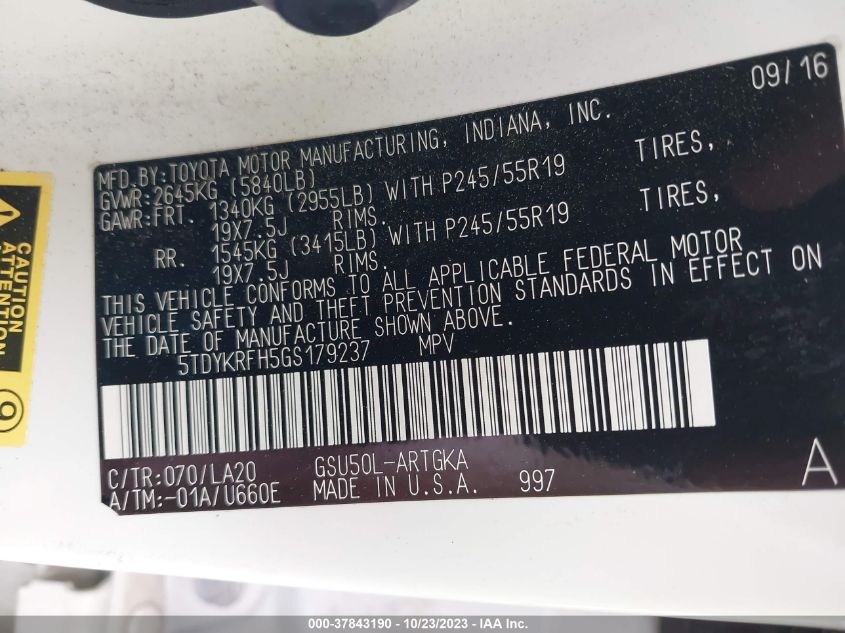 09/16
MFD.BY:TOYOTA MOTOR MANUFACTURING, INDIANA, INC.
GVWR:2645KG (5840LB)
GAWR:FRT. 1340KG (2955LB) WITH P245/55R19 TIRES,
19X7.5J RIMS.
RR. 1545KG (3415LB) WITH P245/55R19 TIRES,
19X7.5J RIMS.
THIS VEHICLE CONFORMS TO ALL APPLICABLE FEDERAL MOTOR
VEHICLE SAFETY AND THEFT PREVENTION STANDARDS IN EFFECT ON
THE DATE OF MANUFACTURE SHOWN ABOVE.
5TDYKRFH5GS179237 MPV
C/TR:070/LA20 GSU50L-ARTGKA
A/TM:-01A/U660E MADE IN U.S.A. 997 A
CAUTION
ATTENTION
000-37843190 - 10/23/2023 - IAA Inc.